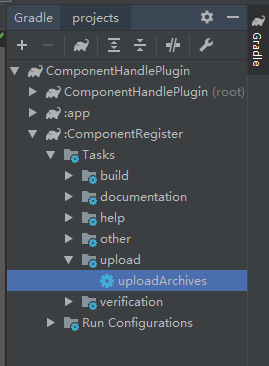 Gradle projects
ComponentHandlePlugin
ComponentHandlePlugin (root)
:app
:ComponentRegister
Tasks
build
documentation
help
other
upload
uploadArchives
verification
Run Configurations
Gradle